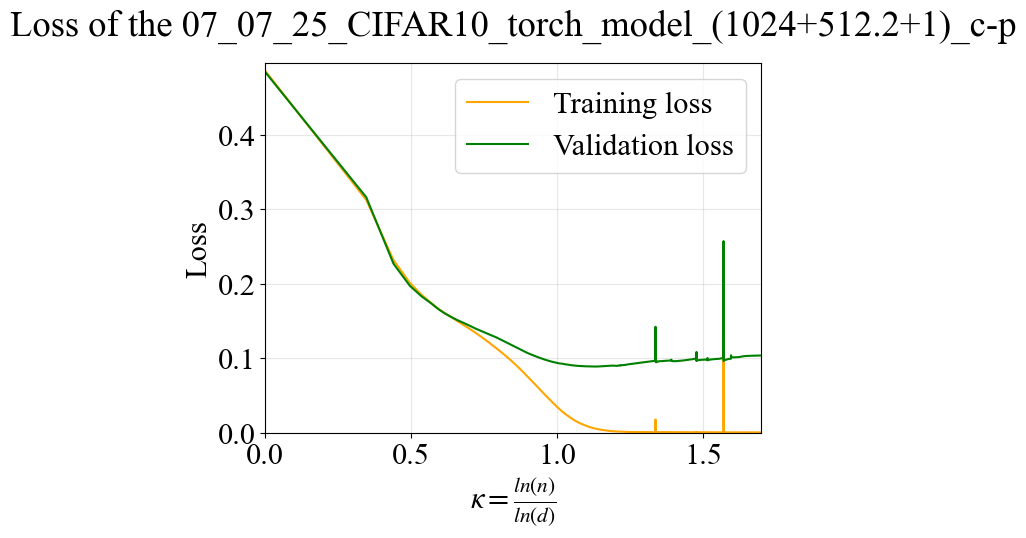 Loss of the 07_07_25_CIFAR10_torch_model_(1024+512.2+1)_c-p
Training loss
Validation loss
Loss
0.4
0.3
0.2
0.1
0.0
0.0 0.5 1.0 1.5
κ = ln(n)/ln(d)